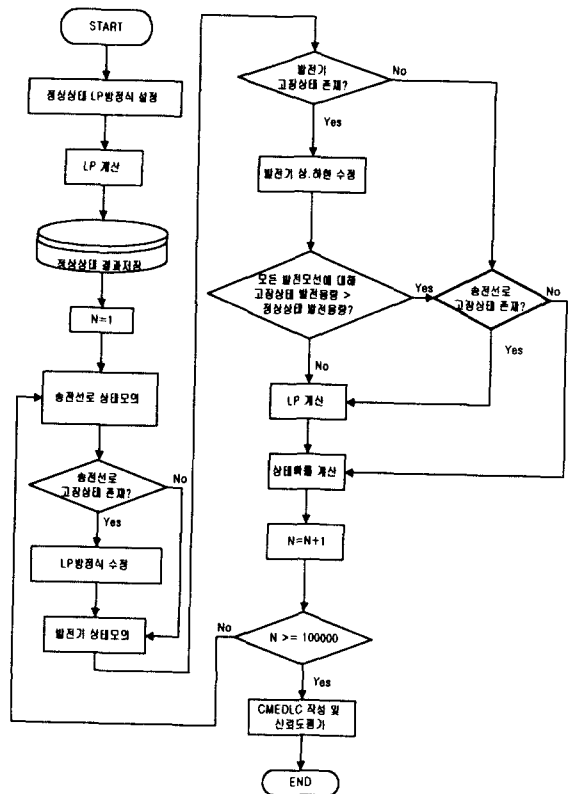 START
정상상태 LP방정식 설정
LP 계산
정상상태 결과저장
N=1
송전선로 상태모의
송전선로
고장상태 존재?
No
Yes
LP방정식 수정
발전기 상태모의
발전기
고장상태 존재?
No
Yes
발전기 상.하한 수정
모든 발전모선에 대해
고장상태 발전용량 >
정상상태 발전용량?
Yes
No
송전선로
고장상태 존재?
No
Yes
LP 계산
상태확률 계산
N=N+1
N >= 100000
No
Yes
CMEDLC 작성 및
신뢰도평가
END